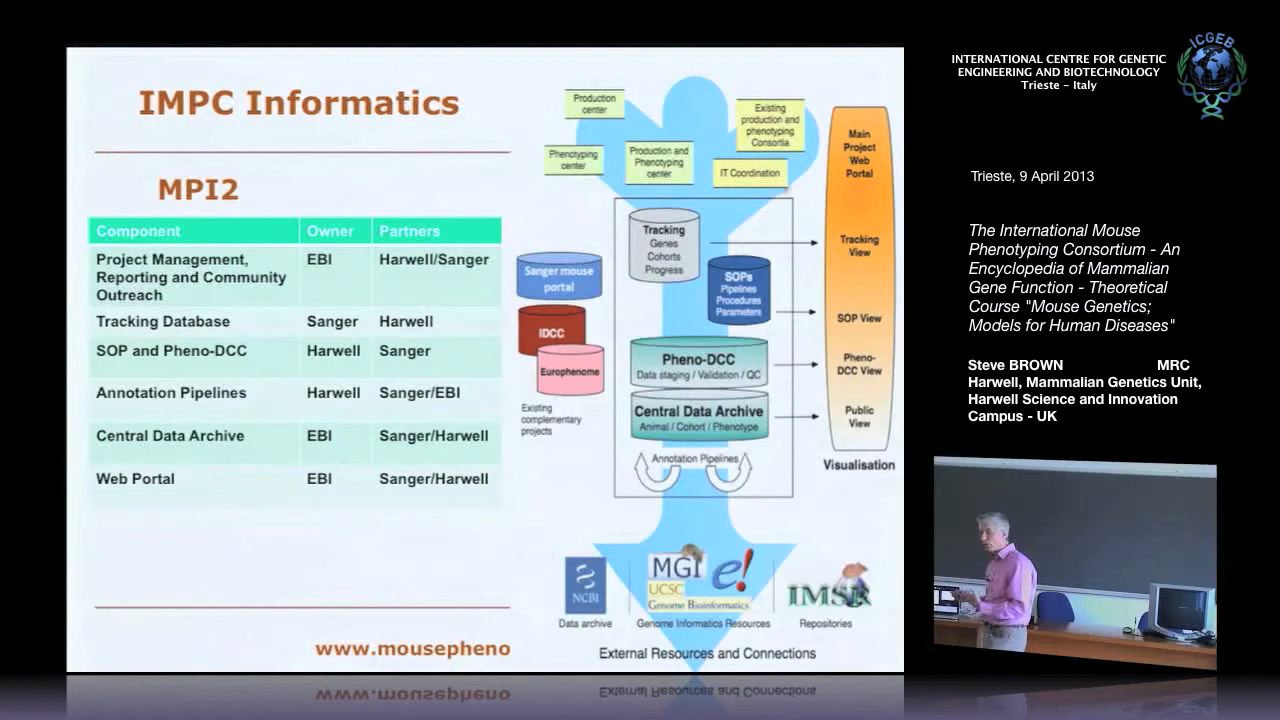 IMPC Informatics
MPI2
Component Owner Partners
Project Management, Reporting and Community Outreach EBI Harwell/Sanger
Tracking Database Sanger Harwell
SOP and Pheno-DCC Harwell Sanger
Annotation Pipelines Harwell Sanger/EBI
Central Data Archive EBI Sanger/Harwell
Web Portal EBI Sanger/Harwell
www.mousepheno
Production
center
Existing
production and
phenotyping
Consortia
Phenotyping
center
Production and
Phenotyping
center
IT Coordination
Tracking
Genes
Cohorts
Progress
SOPs
Pipelines
Procedures
Parameters
Sanger mouse
portal
IDCC
Europhenome
Existing
complementary
projects
Pheno-DCC
Data staging / Validation / QC
Central Data Archive
Animal / Cohort / Phenotype
Annotation Pipelines
Main
Project
Web
Portal
Tracking
View
SOP View
Pheno-
DCC View
Public
View
Visualisation
NCBI
MGI
UCSC
Genome Bioinformatics
e!
IMSR
Data archive
Genome Informatics Resources
Repositories
External Resources and Connections
INTERNATIONAL CENTRE FOR GENETIC
ENGINEERING AND BIOTECHNOLOGY
Trieste - Italy
ICGEB
Trieste, 9 April 2013
The International Mouse
Phenotyping Consortium - An
Encyclopedia of Mammalian
Gene Function - Theoretical
Course "Mouse Genetics;
Models for Human Diseases"
Steve BROWN MRC
Harwell, Mammalian Genetics Unit,
Harwell Science and Innovation
Campus - UK